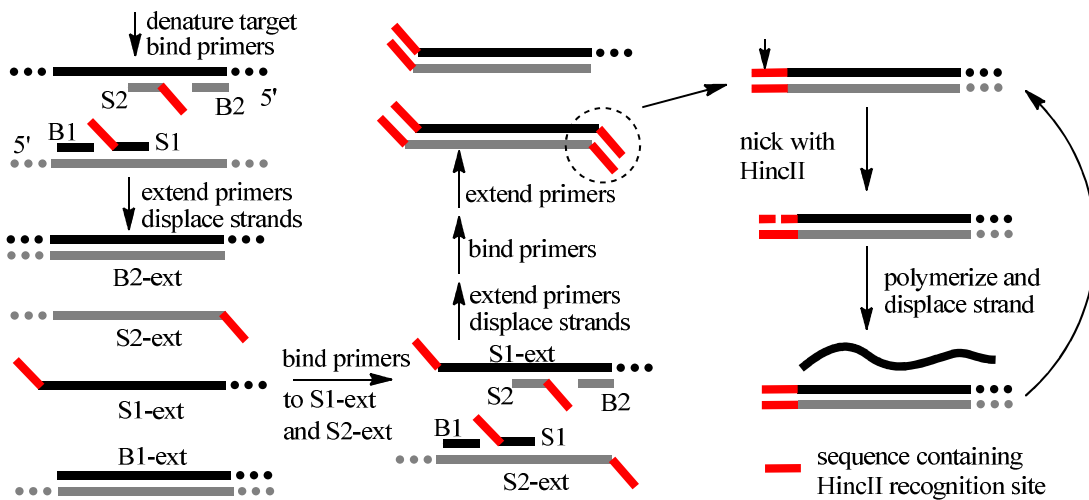 denature target
bind primers
S2
B2
5'
B1
S1
5'
extend primers
displace strands
B2-ext
S2-ext
S1-ext
B1-ext
bind primers
to S1-ext
and S2-ext
extend primers
bind primers
extend primers
displace strands
S1-ext
S2
B2
B1
S1
S2-ext
nick with
HincII
polymerize and
displace strand
sequence containing
HincII recognition site